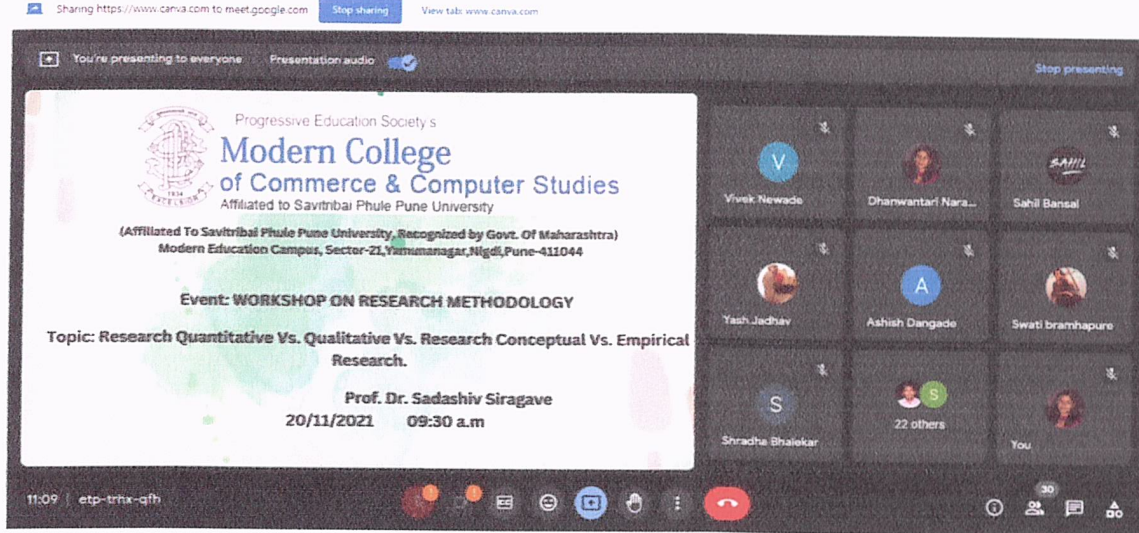 Sharing https://www.canva.com to meet.google.com Stop sharing View tab: www.canva.com
You're presenting to everyone Presentation audio
Stop presenting
Progressive Education Society s
Modern College
of Commerce & Computer Studies
Affiliated to Savitribai Phule Pune University
1934
EXCELSIOR
(Affiliated To Savitribai Phule Pune University, Recognized by Govt. Of Maharashtra)
Modern Education Campus, Sector-21,Yamunanagar,Nigdi,Pune-411044
Event: WORKSHOP ON RESEARCH METHODOLOGY
Topic: Research Quantitative Vs. Qualitative Vs. Research Conceptual Vs. Empirical
Research.
Prof. Dr. Sadashiv Siragave
20/11/2021 09:30 a.m
V
Vivek Newade
Dhanwantari Nara...
SAHIL
Sahil Bansal
Yash Jadhav
A
Ashish Dangade
Swati bramhapure
S
Shradha Bhalekar
S
22 others
You
11:09 | etp-trhx-qfh
CC
30